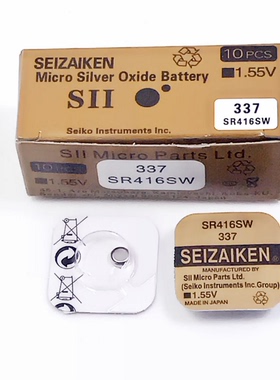 SEIZAIKEN
Micro Silver Oxide Battery
SII
Seiko Instruments Inc.
10 PCS
1.55V
337
SR416SW
SII Micro Parts Ltd.
10 PCS
1.55V
337
SR416SW
SR416SW
337
SEIZAIKEN
MANUFACTURED BY
SII Micro Parts Ltd.
(Seiko Instruments Inc.Group)
1.55V
MADE IN JAPAN